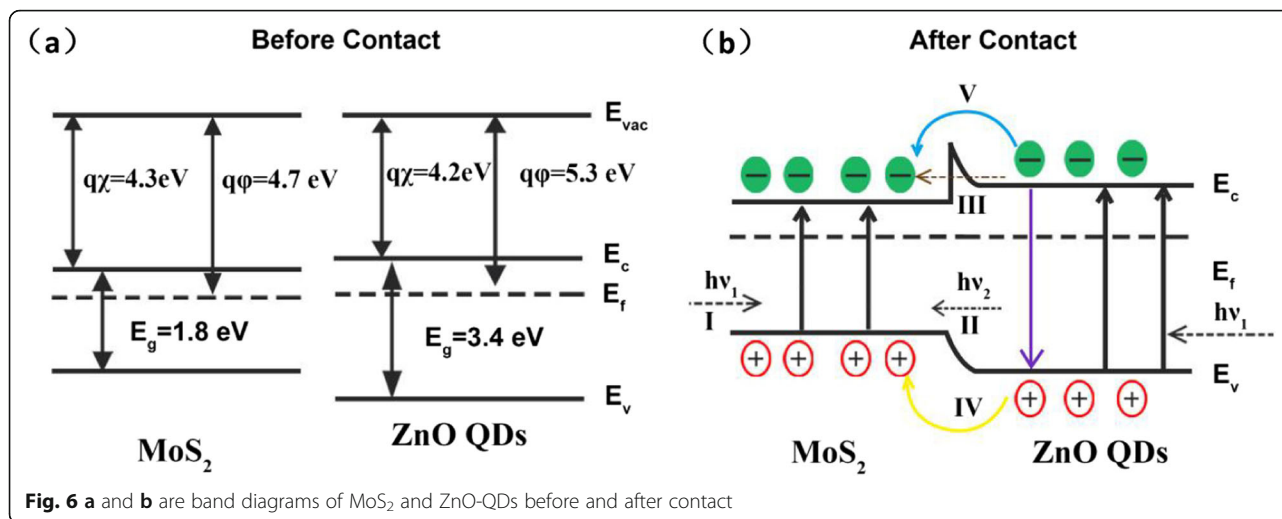 (a)
Before Contact
E_vac
qχ=4.3eV
qφ=4.7 eV
qχ=4.2eV
qφ=5.3 eV
E_c
E_f
E_g=1.8 eV
E_g=3.4 eV
E_v
MoS₂
ZnO QDs
(b)
After Contact
V
E_c
III
hν₁
I
hν₂
II
E_f
hν₁
E_v
IV
MoS₂
ZnO QDs
Fig. 6 a and b are band diagrams of MoS₂ and ZnO-QDs before and after contact